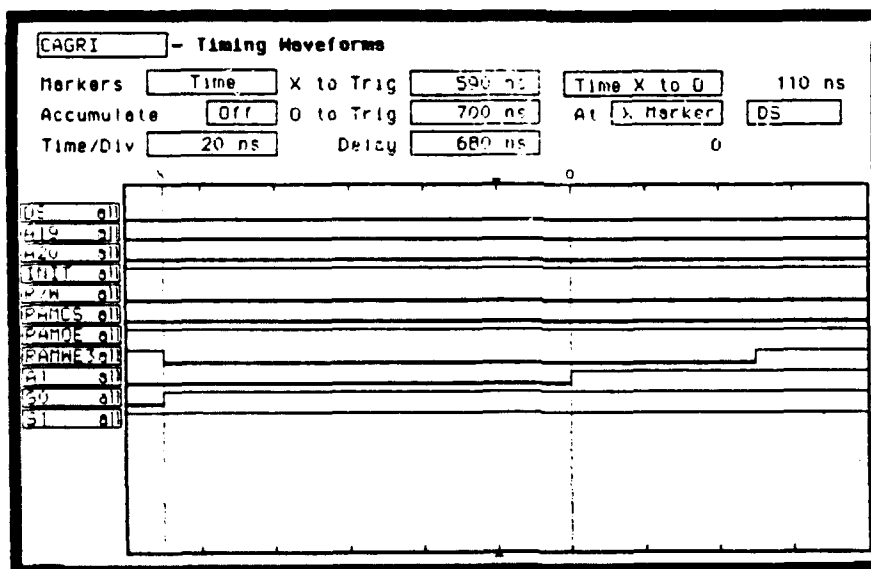 CAGRI - Timing Waveforms
Markers Time X to Trig 590 ns Time X to O 110 ns
Accumulate Off O to Trig 700 ns At X Marker DS
Time/Div 20 ns Delay 680 ns 0
X O
DS all
A19 all
A20 all
INIT all
R/W all
RAMCS all
RAMOE all
RAMWE3 all
A1 all
S0 all
S1 all